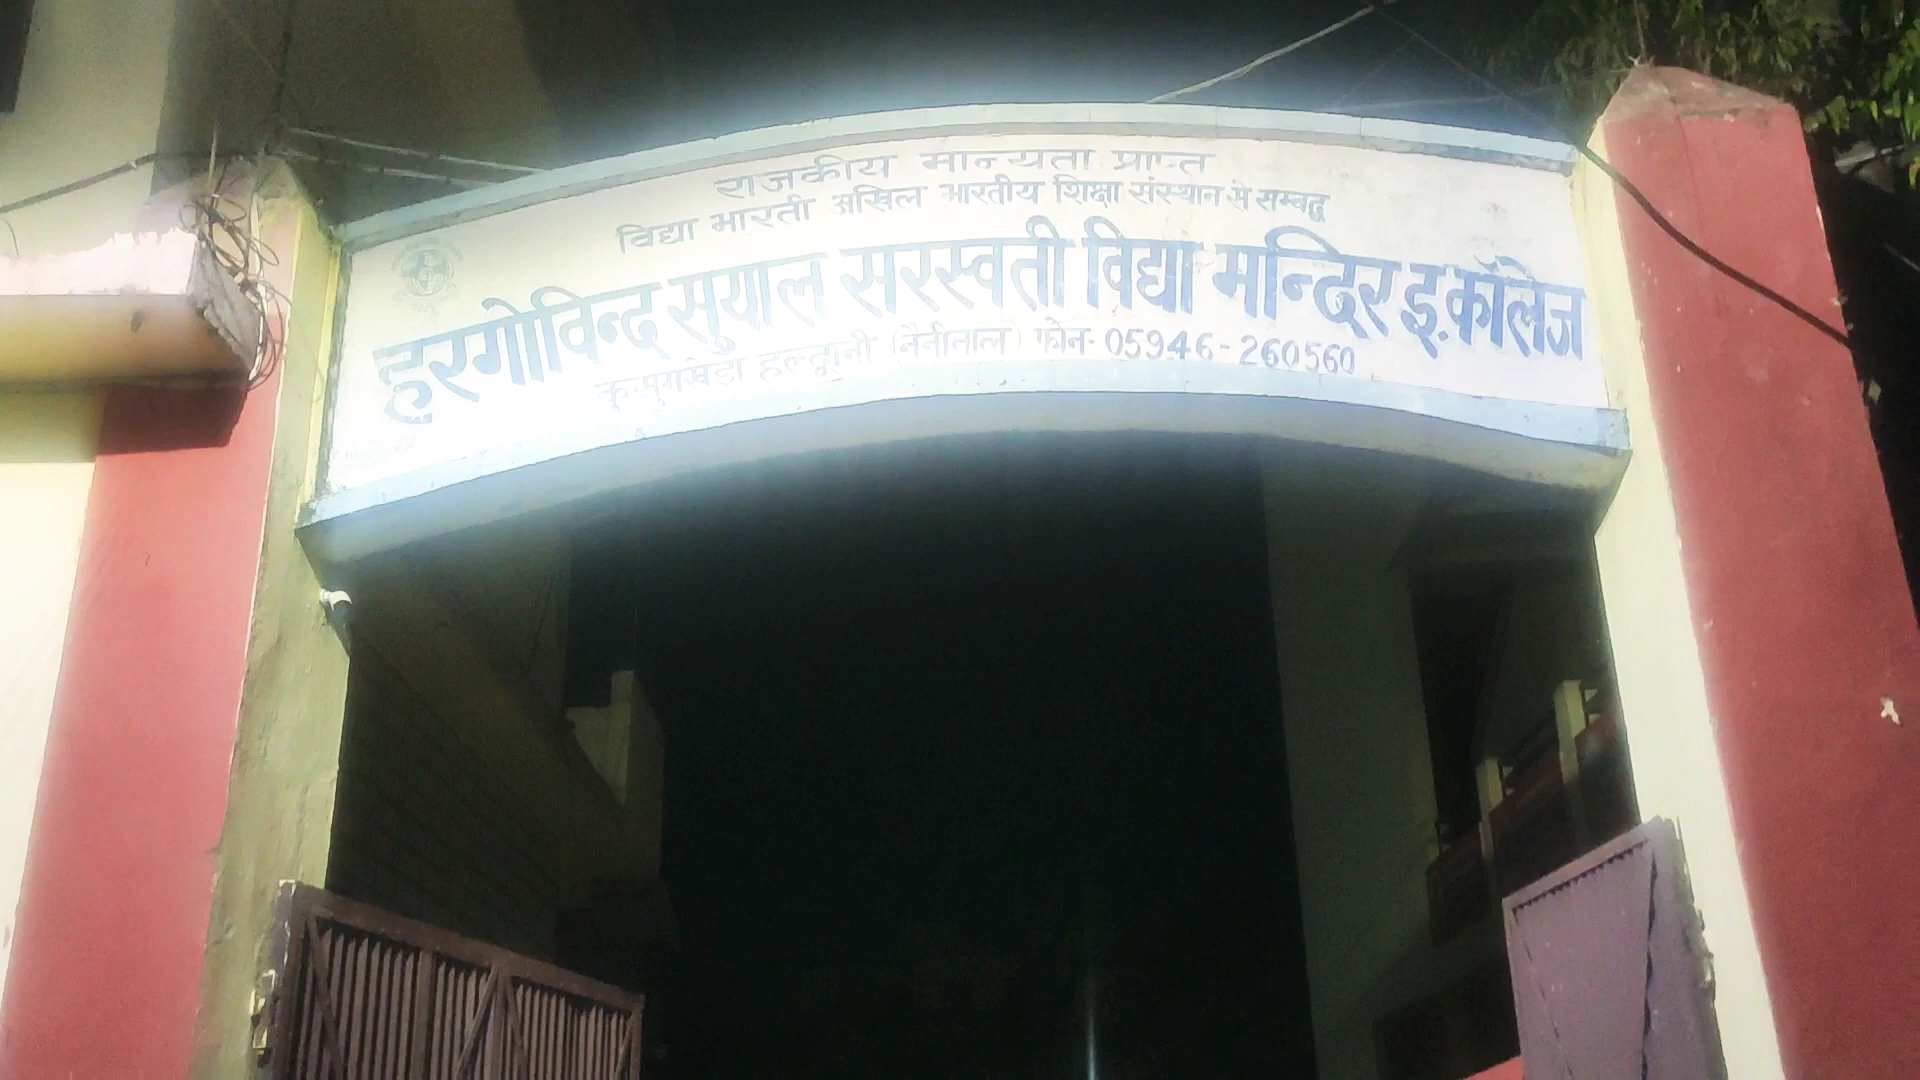 राजकीय मान्यता प्राप्त
विद्या भारती अखिल भारतीय शिक्षा संस्थान से सम्बद्ध
हरगोविन्द सुयाल सरस्वती विद्या मन्दिर इ.कॉलेज
कुसुमखेड़ा हल्द्वानी (नैनीताल) फोन- 05946-260560